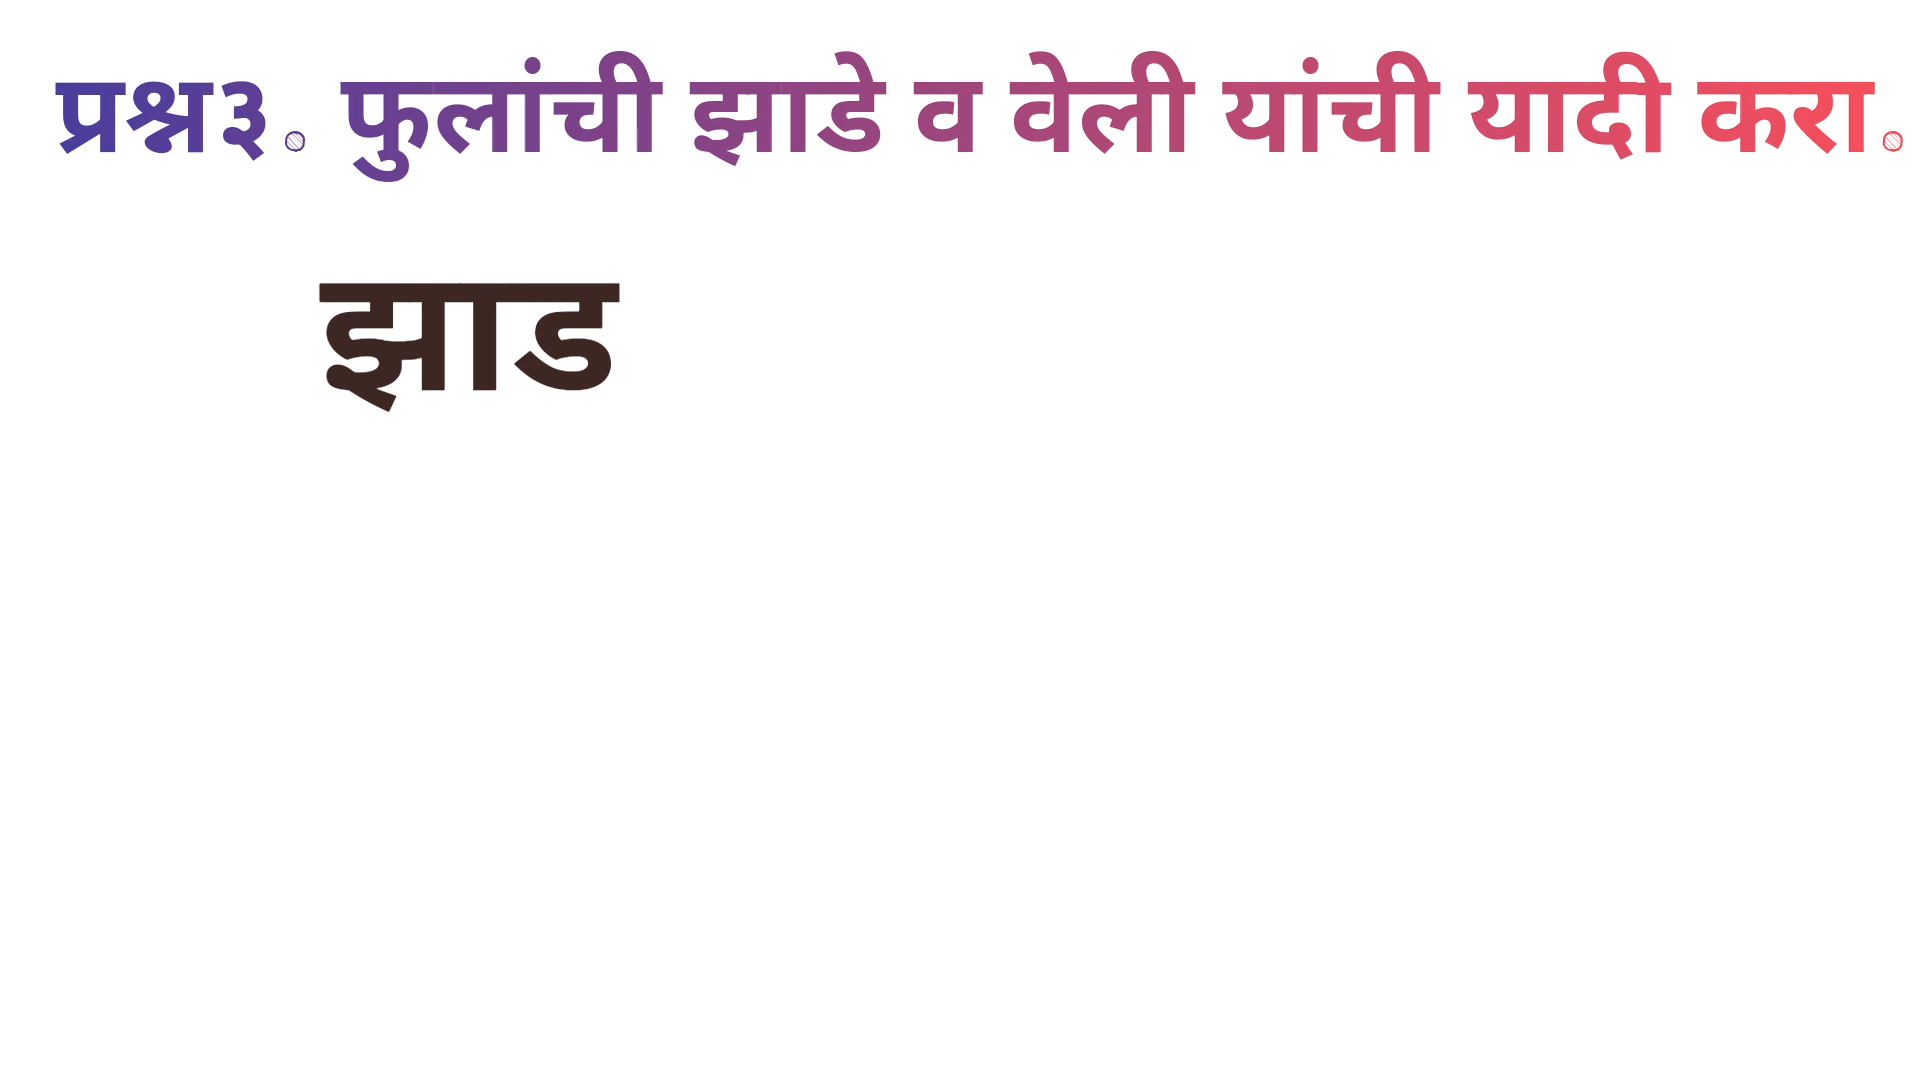 प्रश्न३. फुलांची झाडे व वेली यांची यादी करा.
झाड